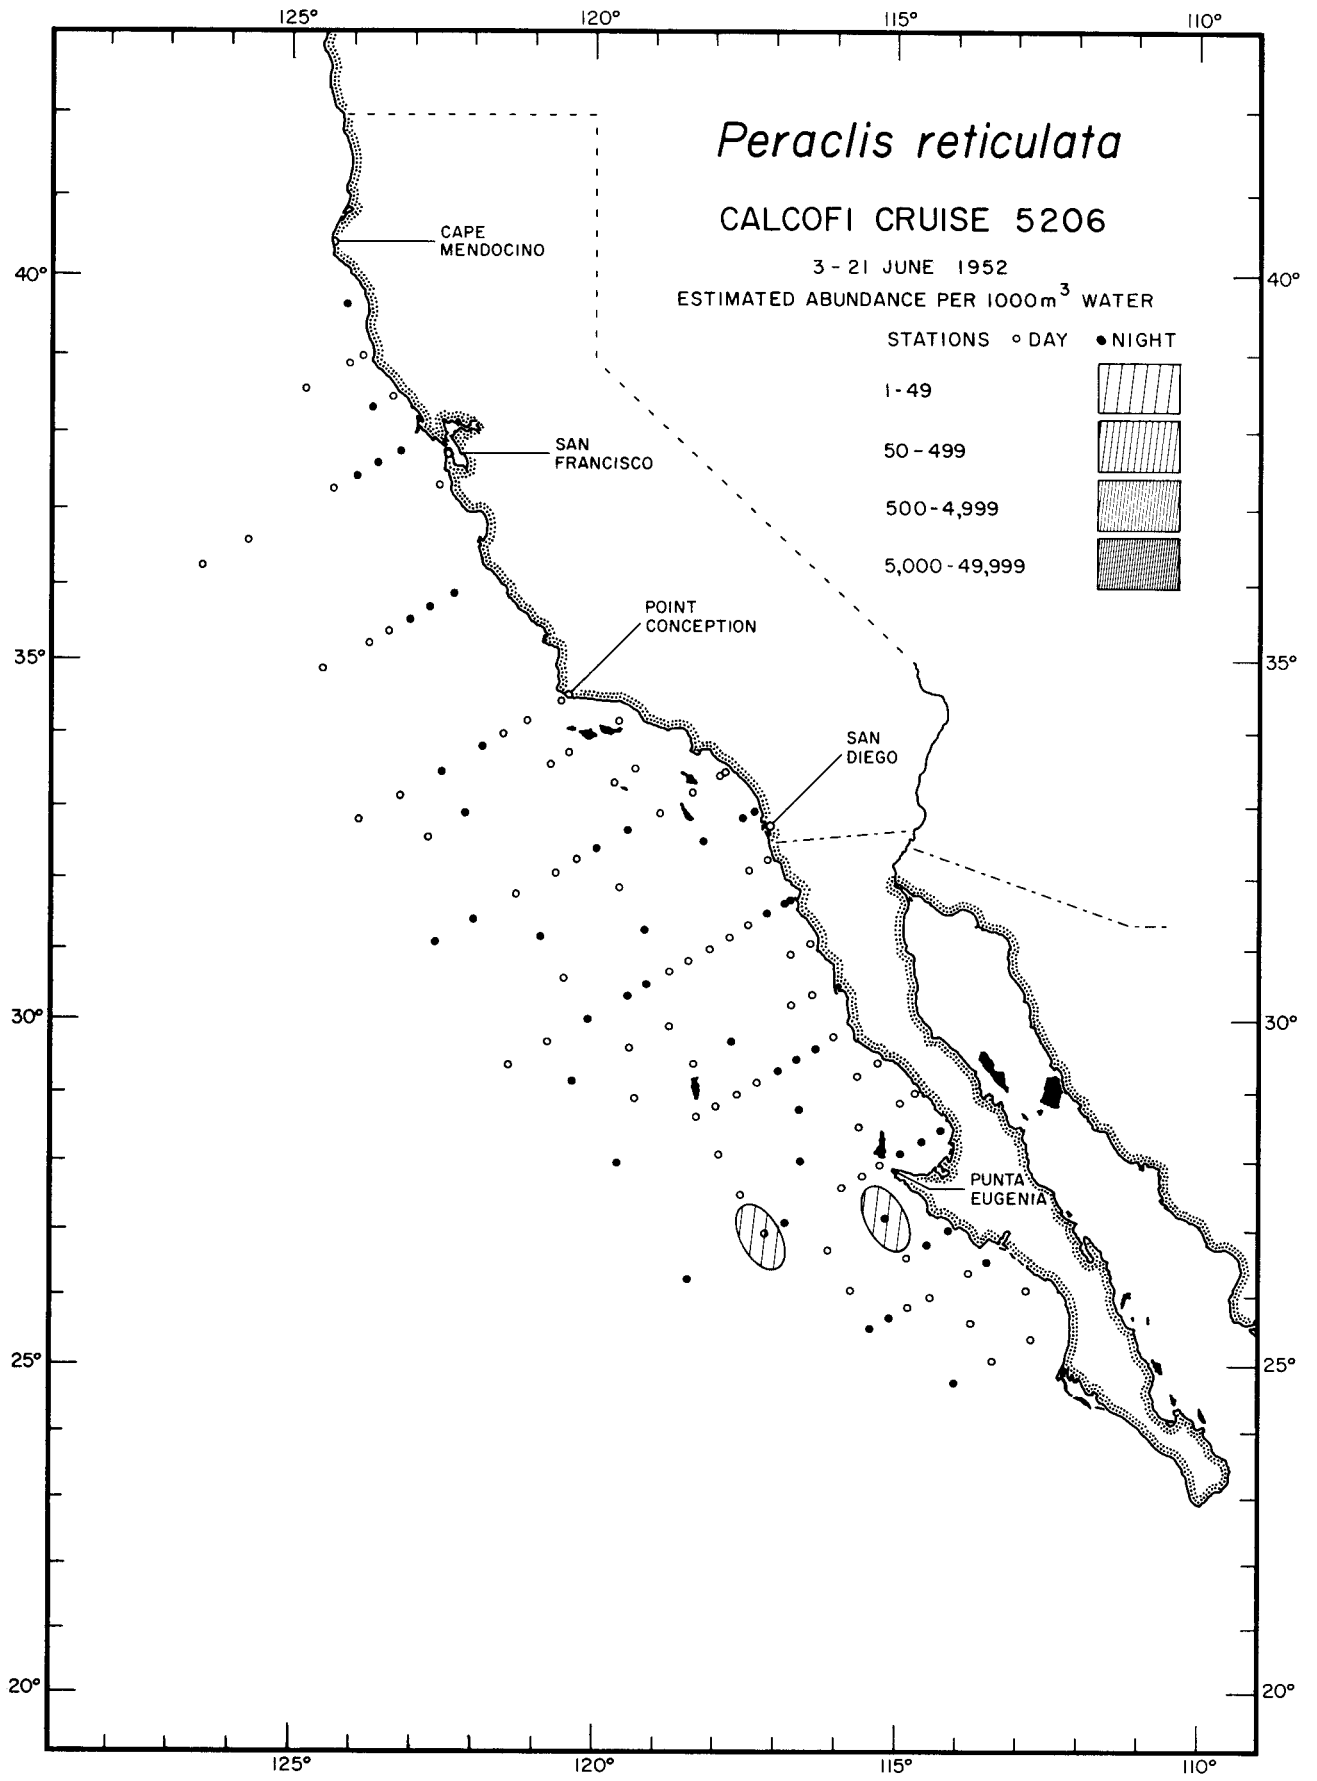 125° 120° 115° 110°
Peraclis reticulata
CALCOFI CRUISE 5206
3-21 JUNE 1952
ESTIMATED ABUNDANCE PER 1000m³ WATER
STATIONS ○ DAY ● NIGHT
1-49
50-499
500-4,999
5,000-49,999
CAPE
MENDOCINO
40° 40°
SAN
FRANCISCO
POINT
CONCEPTION
35° 35°
SAN
DIEGO
30° 30°
PUNTA
EUGENIA
25° 25°
20° 20°
125° 120° 115° 110°